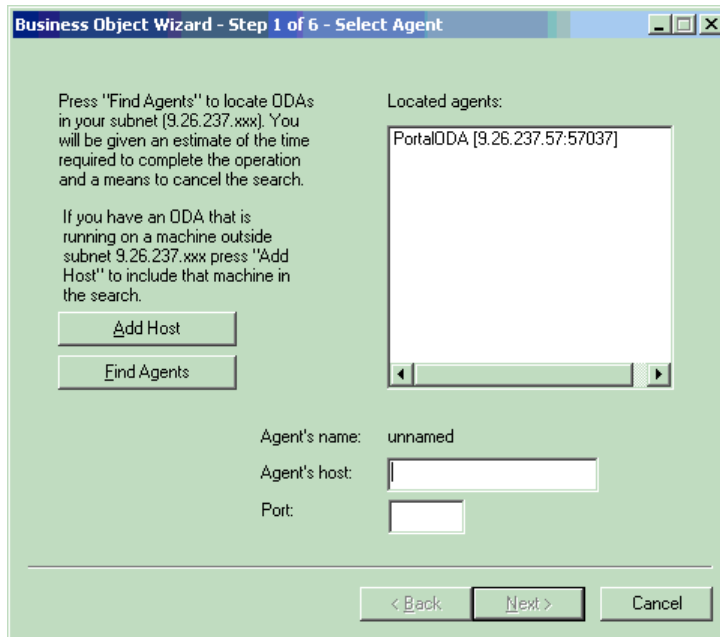 Business Object Wizard - Step 1 of 6 - Select Agent
Press "Find Agents" to locate ODAs
in your subnet (9.26.237.xxx). You
will be given an estimate of the time
required to complete the operation
and a means to cancel the search.
If you have an ODA that is
running on a machine outside
subnet 9.26.237.xxx press "Add
Host" to include that machine in
the search.
Add Host
Find Agents
Located agents:
PortalODA [9.26.237.57:57037]
Agent's name: unnamed
Agent's host:
Port:
< Back Next > Cancel